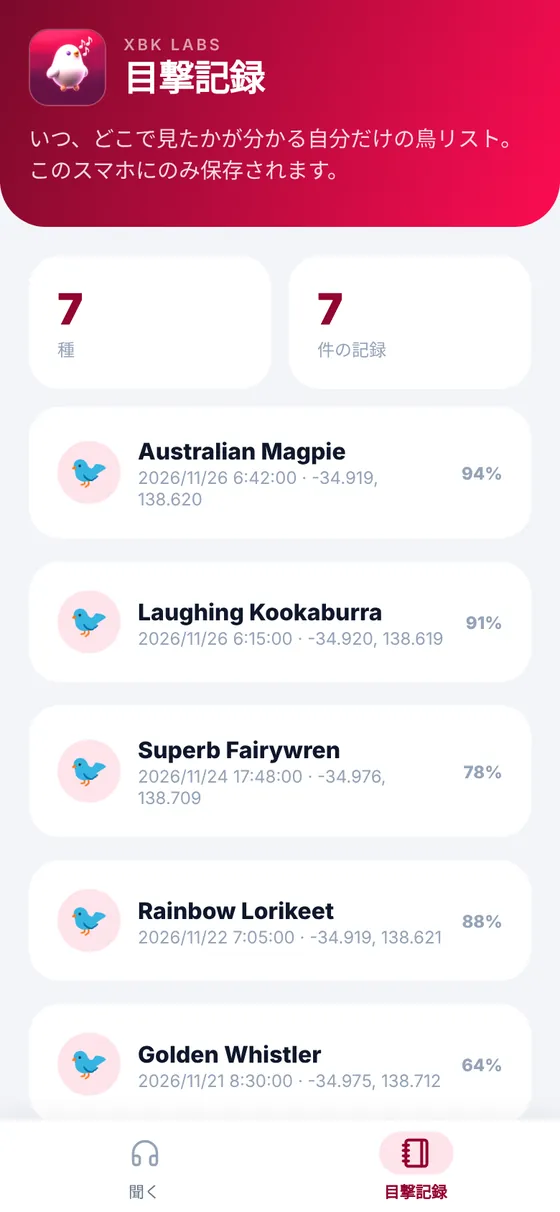 XBK LABS
目撃記録
いつ、どこで見たかが分かる自分だけの鳥リスト。
このスマホにのみ保存されます。
7
種
7
件の記録
Australian Magpie
2026/11/26 6:42:00 · -34.919,
138.620
94%
Laughing Kookaburra
2026/11/26 6:15:00 · -34.920, 138.619
91%
Superb Fairywren
2026/11/24 17:48:00 · -34.976,
138.709
78%
Rainbow Lorikeet
2026/11/22 7:05:00 · -34.919, 138.621
88%
Golden Whistler
2026/11/21 8:30:00 · -34.975, 138.712
64%
聞く
目撃記録